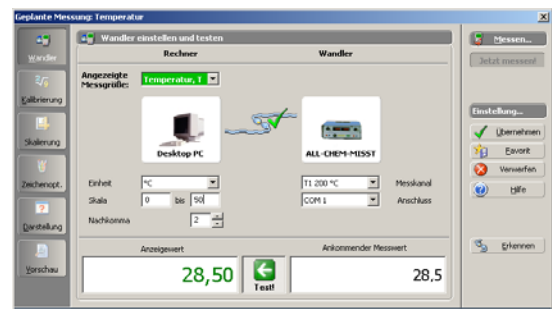 Geplante Messung: Temperatur
Wandler
Kalibrierung
Skalierung
Zeichenopt.
Darstellung
Vorschau
Wandler einstellen und testen
Rechner Wandler
Angezeigte
Messgröße: Temperatur, T
Desktop PC ALL-CHEM-MISST
Einheit °C T1 200 °C Messkanal
Skala 0 bis 50 COM 1 Anschluss
Nachkomma 2
Anzeigewert Ankommender Messwert
28,50 Test! 28,5
Messen...
Jetzt messen!
Einstellung...
Übernehmen
Favorit
Verwerfen
Hilfe
Erkennen